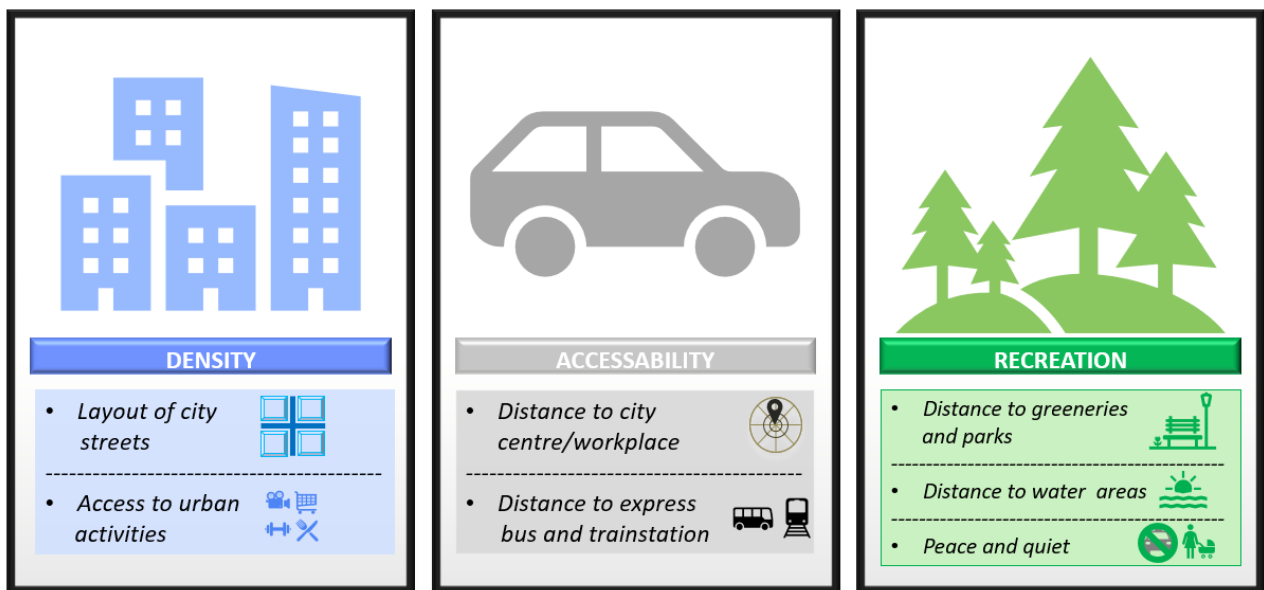 DENSITY
• Layout of city
streets
• Access to urban
activities
ACCESSABILITY
• Distance to city
centre/workplace
• Distance to express
bus and trainstation
RECREATION
• Distance to greeneries
and parks
• Distance to water areas
• Peace and quiet